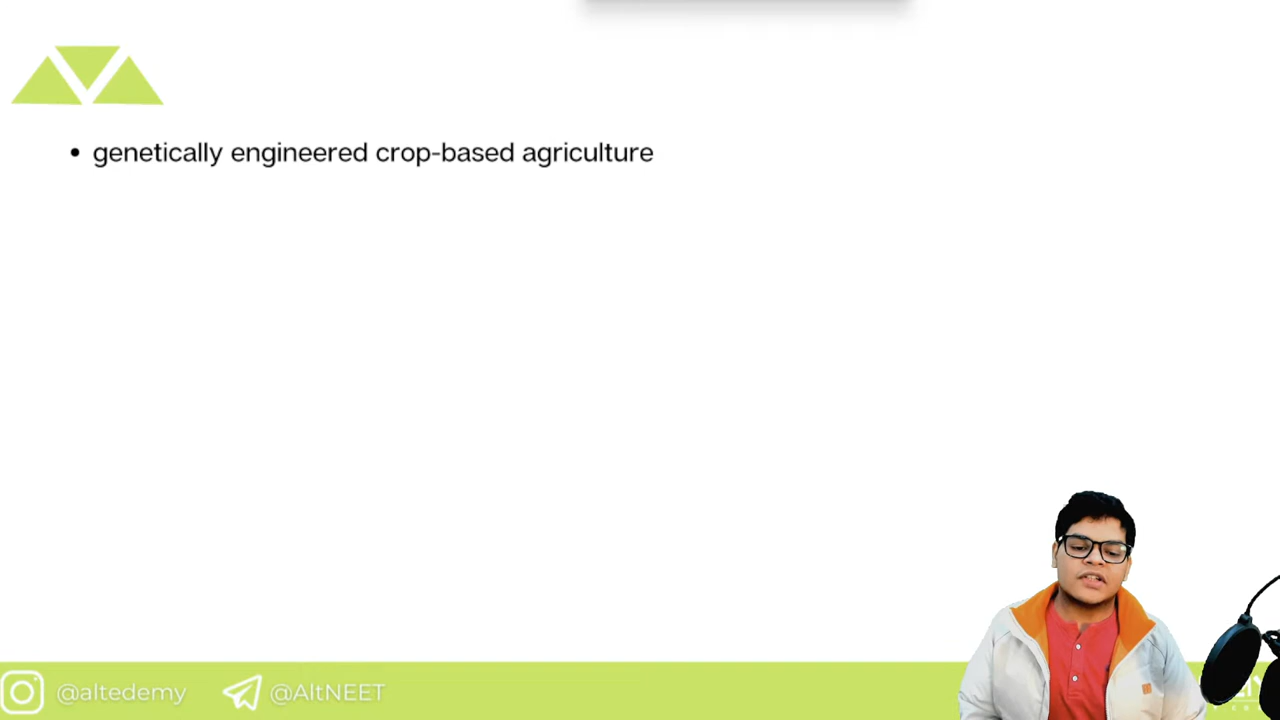 • genetically engineered crop-based agriculture
@altedemy @AltNEET